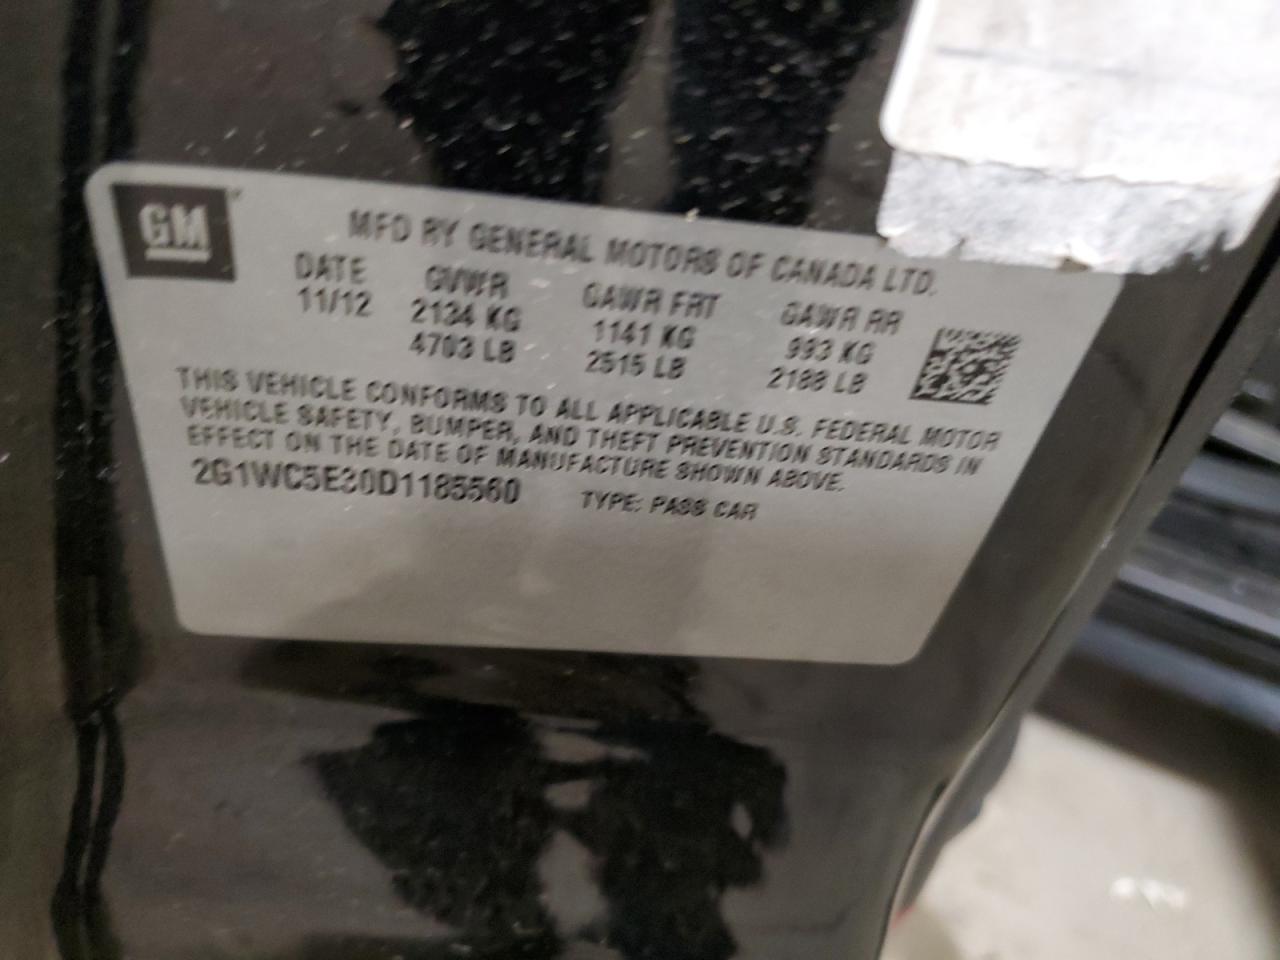 GM
MFD BY GENERAL MOTORS OF CANADA LTD.
DATE GVWR GAWR FRT GAWR RR
11/12 2134 KG 1141 KG 993 KG
4703 LB 2515 LB 2188 LB
THIS VEHICLE CONFORMS TO ALL APPLICABLE U.S. FEDERAL MOTOR
VEHICLE SAFETY, BUMPER, AND THEFT PREVENTION STANDARDS IN
EFFECT ON THE DATE OF MANUFACTURE SHOWN ABOVE.
2G1WC5E30D1185560 TYPE: PASS CAR